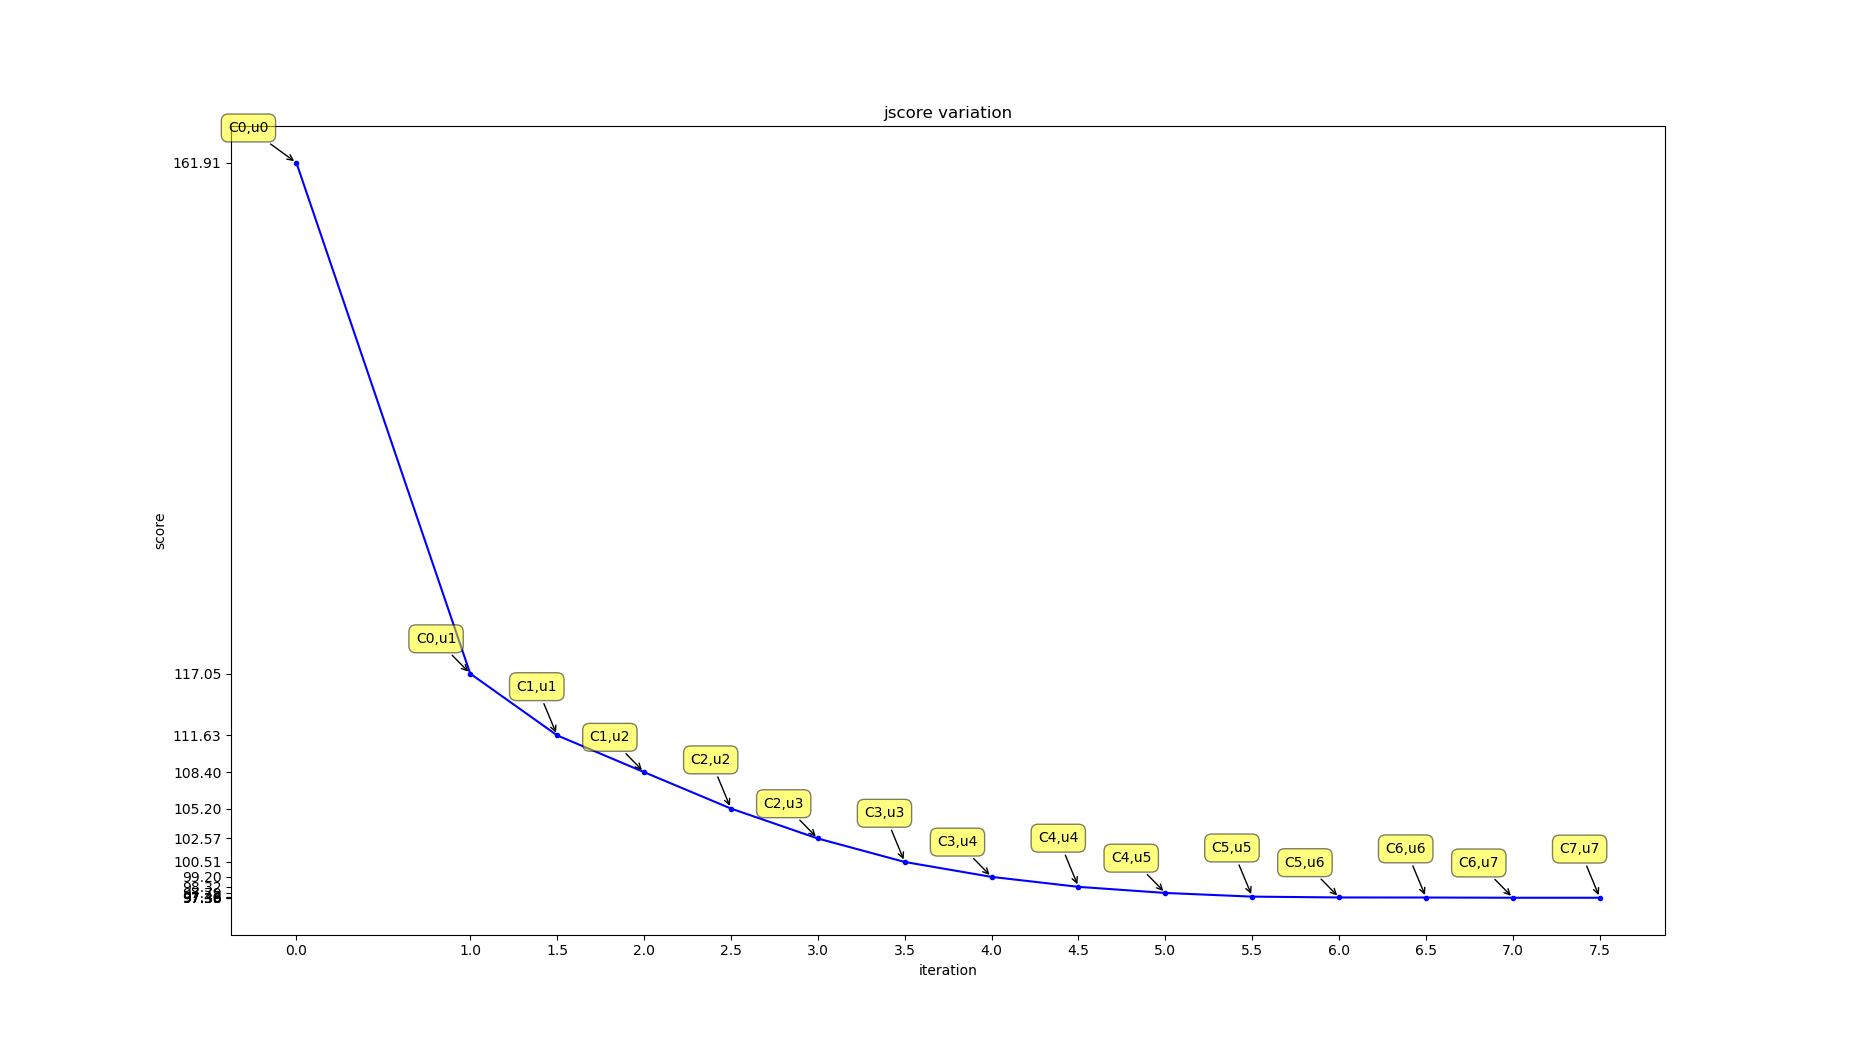 jscore variation
C0,u0
161.91
score
C0,u1
117.05
C1,u1
111.63
C1,u2
108.40
C2,u2
105.20
C2,u3
C3,u3
102.57
C3,u4
C4,u4
100.51
C4,u5
C5,u5
C5,u6
C6,u6
C6,u7
C7,u7
99.20
98.32
0.0 1.0 1.5 2.0 2.5 3.0 3.5 4.0 4.5 5.0 5.5 6.0 6.5 7.0 7.5
iteration